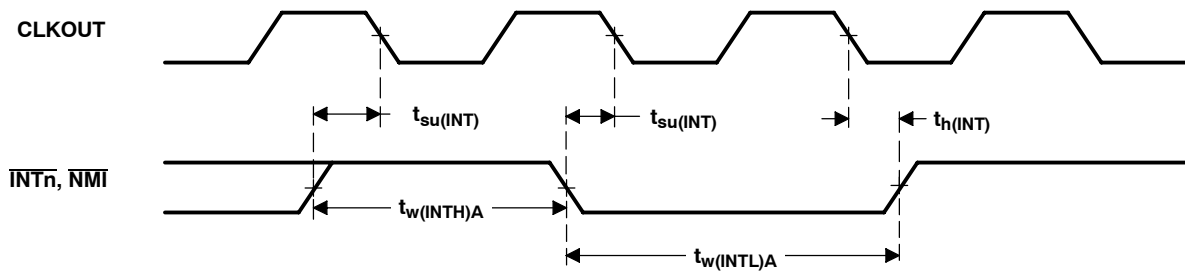 CLKOUT
tsu(INT)
tsu(INT)
th(INT)
INTn, NMI
tw(INTH)A
tw(INTL)A